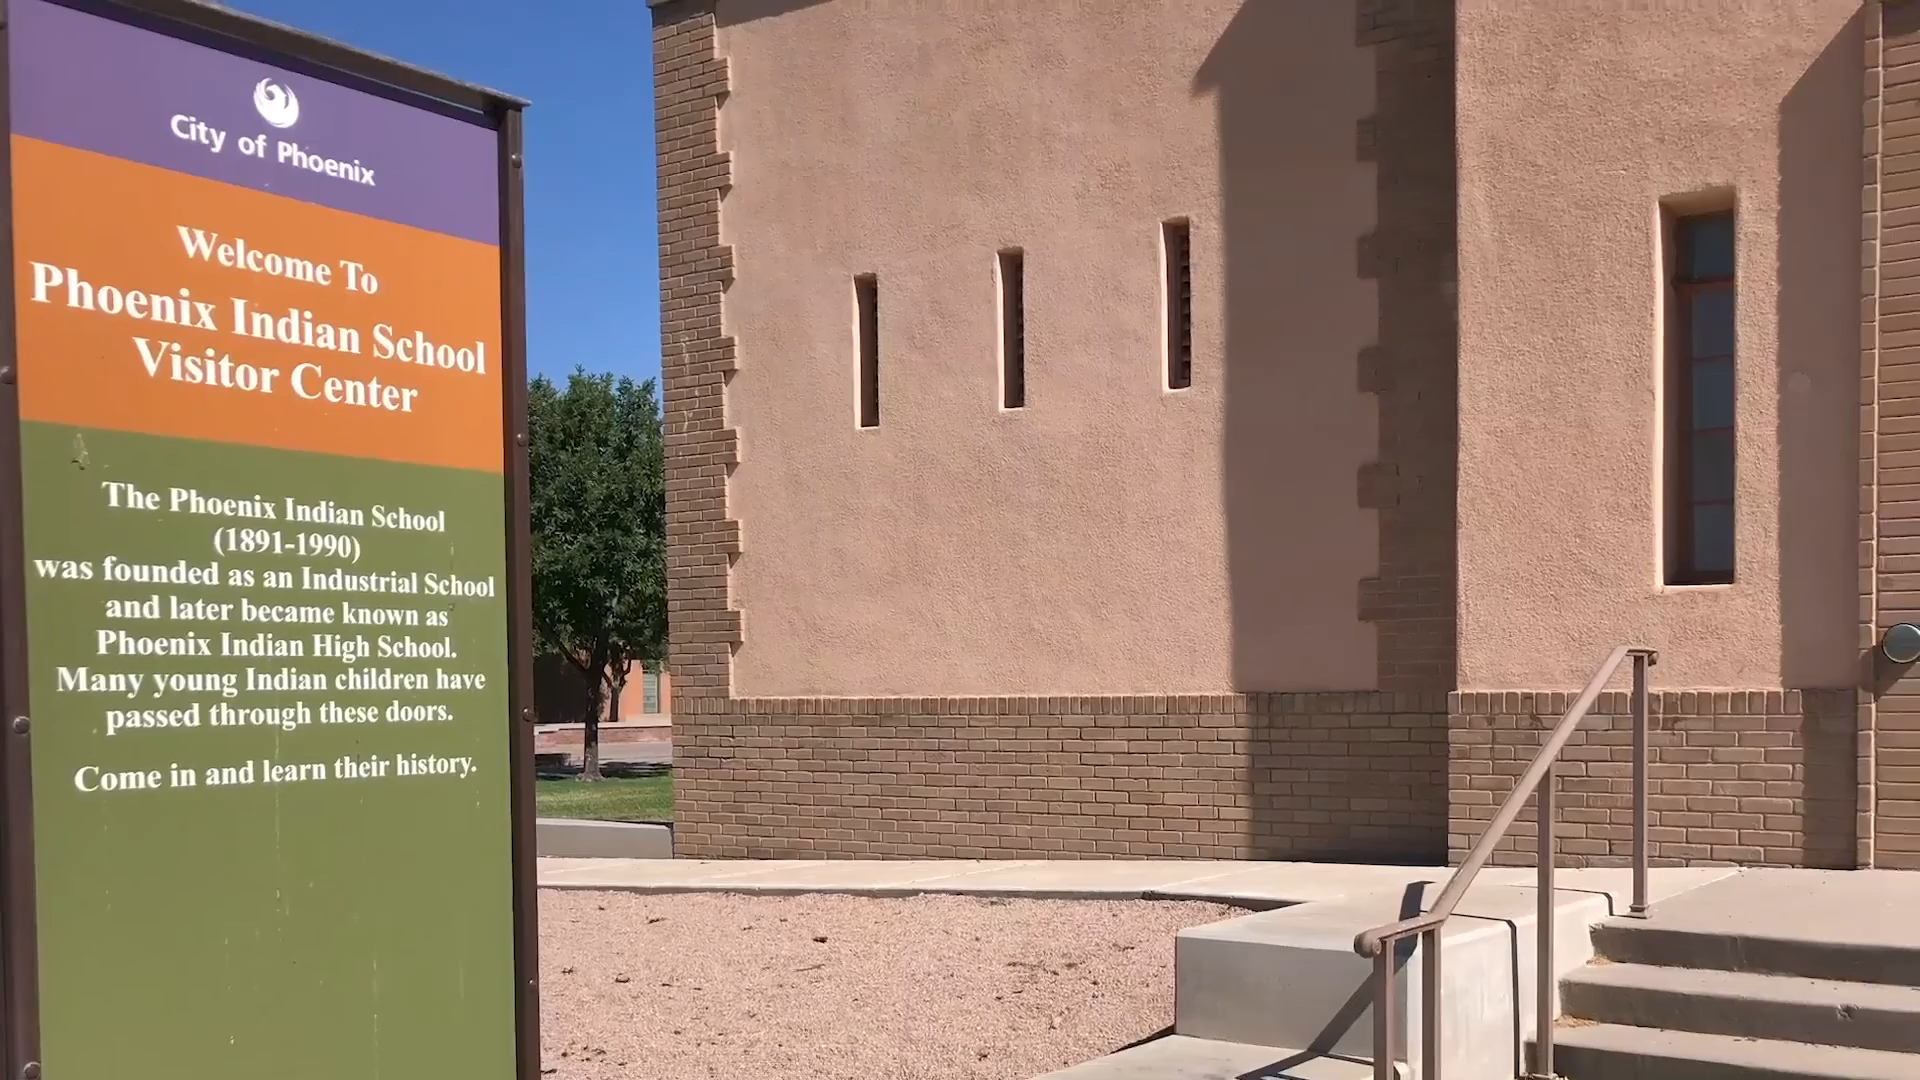 City of Phoenix
Welcome To
Phoenix Indian School
Visitor Center
The Phoenix Indian School
(1891-1990)
was founded as an Industrial School
and later became known as
Phoenix Indian High School.
Many young Indian children have
passed through these doors.
Come in and learn their history.